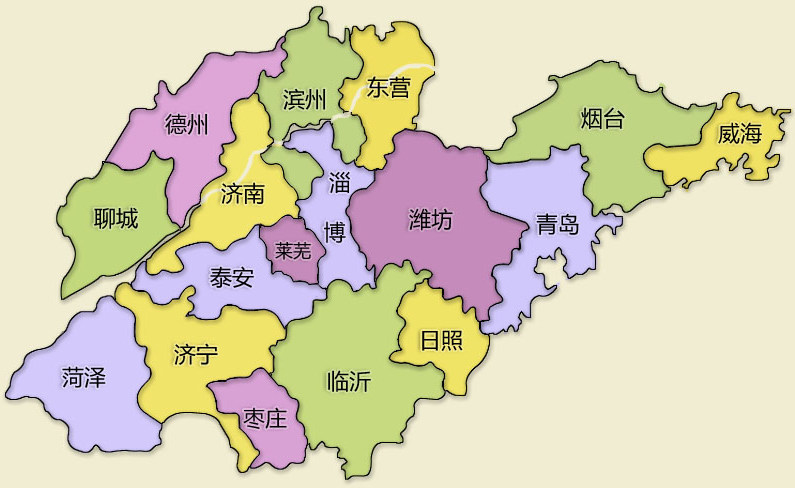 滨州
东营
德州
烟台
威海
淄
博
济南
聊城
潍坊
青岛
莱芜
泰安
日照
济宁
菏泽
临沂
枣庄